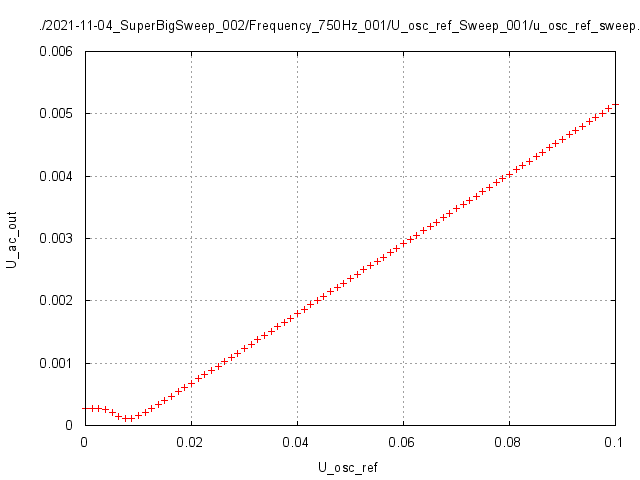 ./2021-11-04_SuperBigSweep_002/Frequency_750Hz_001/U_osc_ref_Sweep_001/u_osc_ref_sweep.
0.006
0.005
0.004
0.003
0.002
0.001
0
U_ac_out
0 0.02 0.04 0.06 0.08 0.1
U_osc_ref